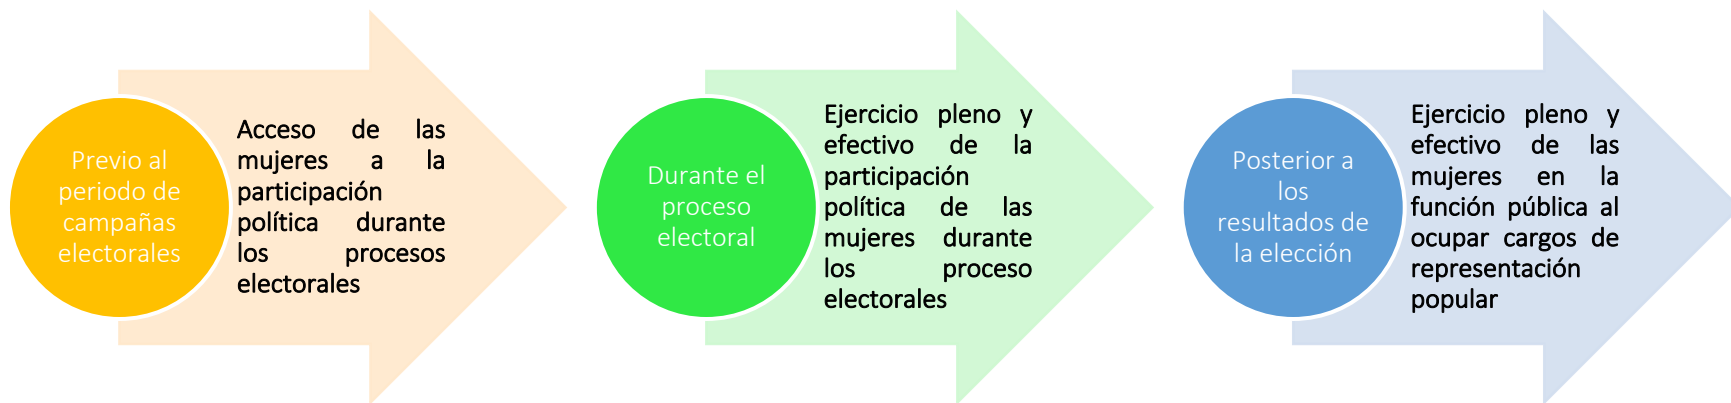 Previo al
periodo de
campañas
electorales
Acceso de las
mujeres a la
participación
política durante
los procesos
electorales
Durante el
proceso
electoral
Ejercicio pleno y
efectivo de la
participación
política de las
mujeres durante
los proceso
electorales
Posterior a
los
resultados de
la elección
Ejercicio pleno y
efectivo de las
mujeres en la
función pública al
ocupar cargos de
representación
popular